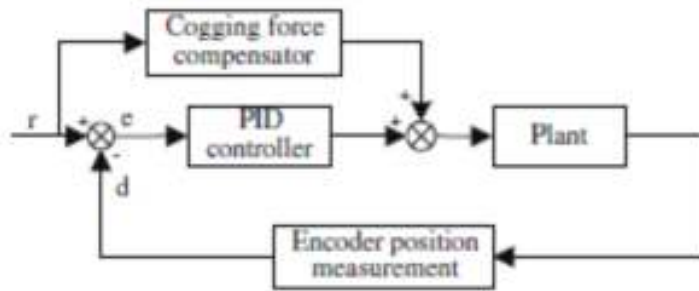 Cogging force
compensator
+
r
+
e
-
d
PID
controller
+
Plant
Encoder position
measurement